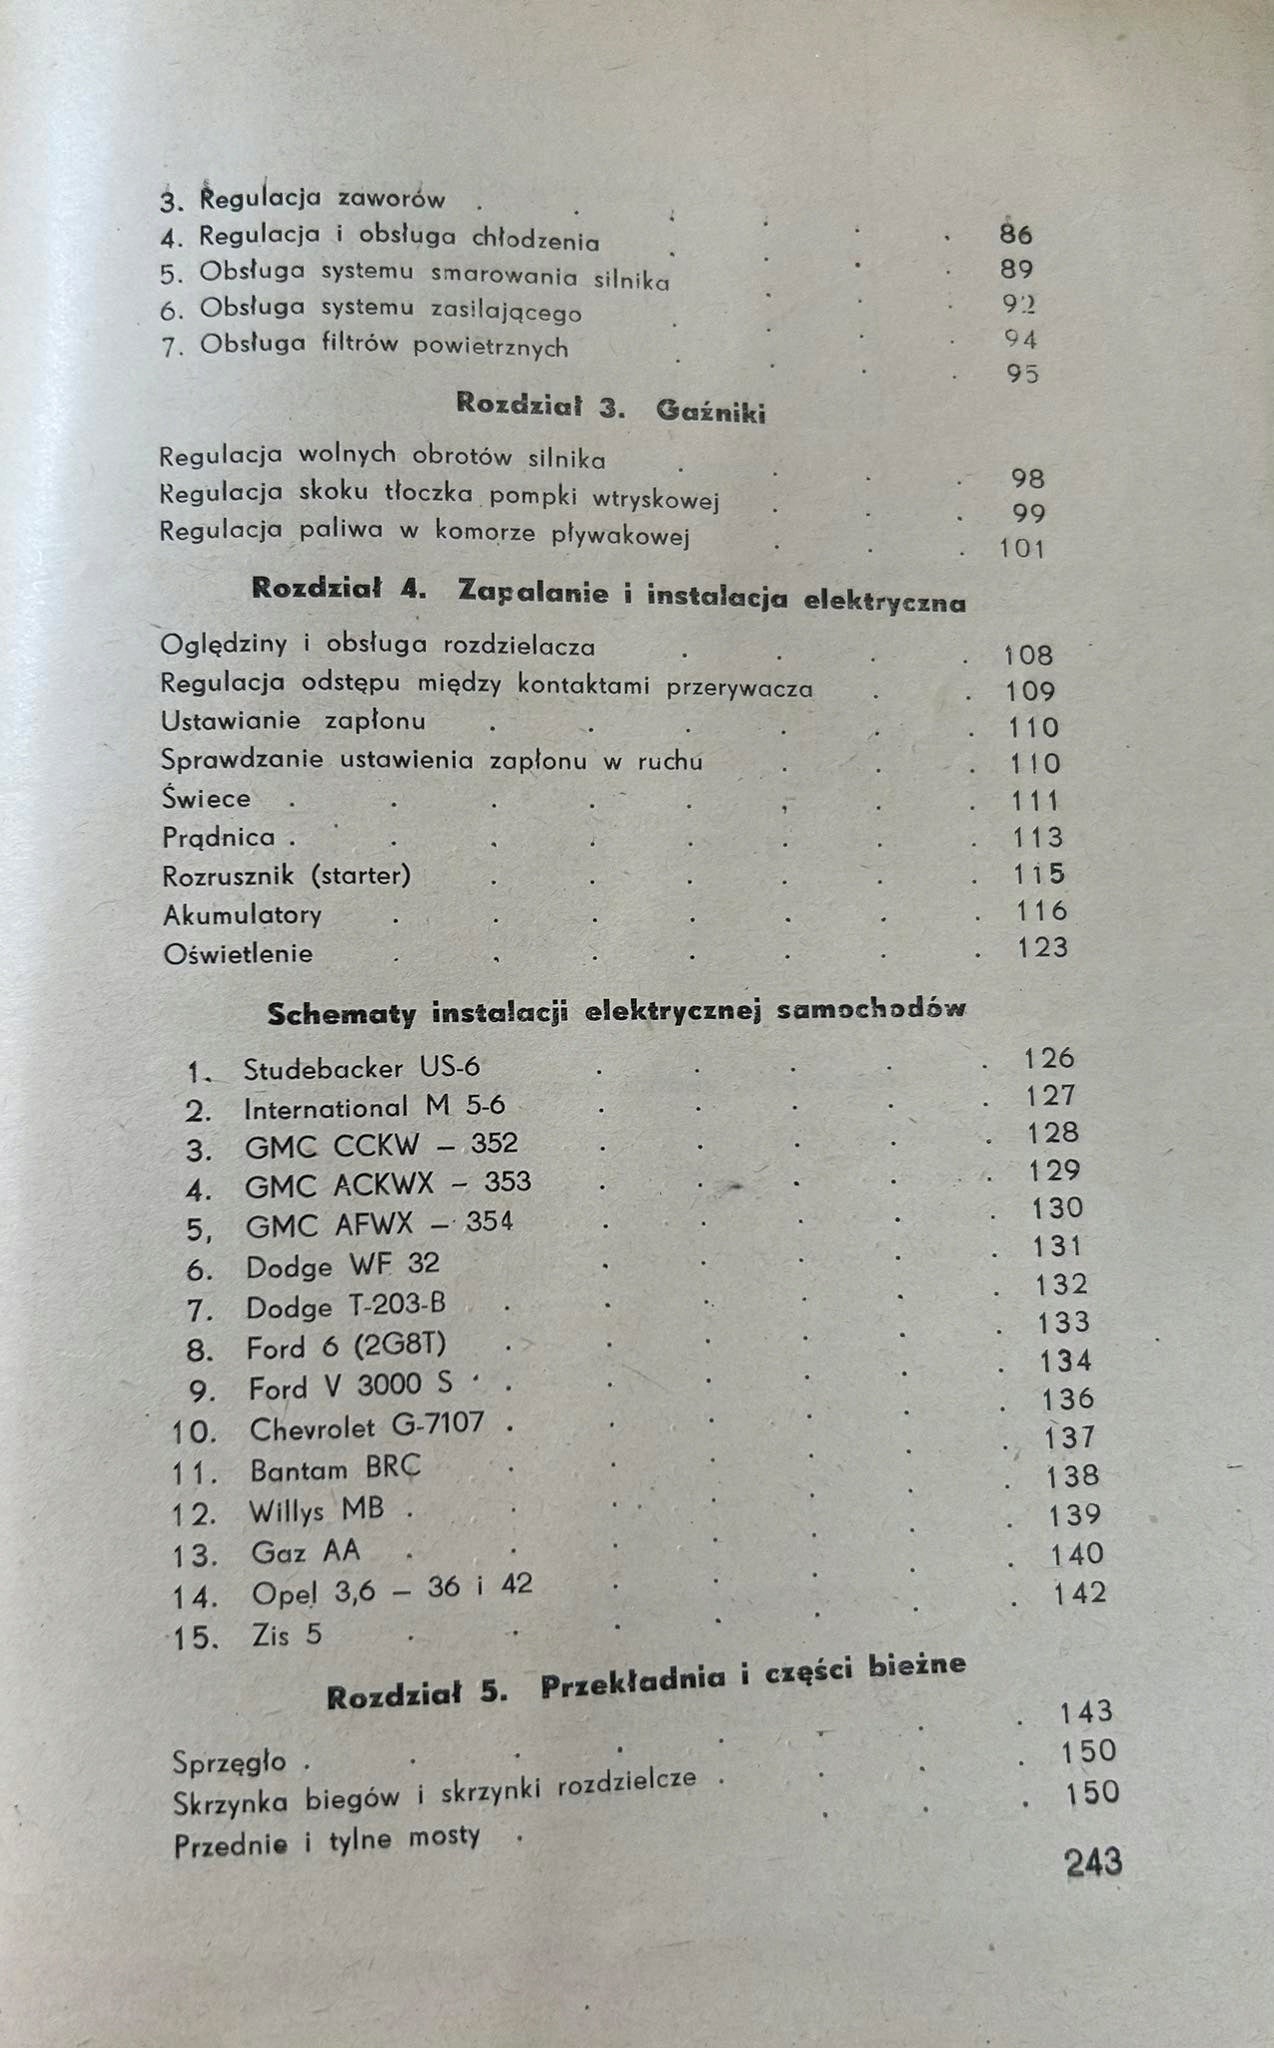 3. Regulacja zaworów . . . . . . 86
4. Regulacja i obsługa chłodzenia . . . . 89
5. Obsługa systemu smarowania silnika . . . 92
6. Obsługa systemu zasilającego . . . . 94
7. Obsługa filtrów powietrznych . . . . 95
Rozdział 3. Gaźniki
Regulacja wolnych obrotów silnika . . . . 98
Regulacja skoku tłoczka pompki wtryskowej . . . 99
Regulacja paliwa w komorze pływakowej . . . 101
Rozdział 4. Zapalanie i instalacja elektryczna
Oględziny i obsługa rozdzielacza . . . . 108
Regulacja odstępu między kontaktami przerywacza . . 109
Ustawianie zapłonu . . . . . . 110
Sprawdzanie ustawienia zapłonu w ruchu . . . 110
Świece . . . . . . . . 111
Prądnica . . . . . . . . 113
Rozrusznik (starter) . . . . . . 115
Akumulatory . . . . . . . 116
Oświetlenie . . . . . . . 123
Schematy instalacji elektrycznej samochodów
1. Studebacker US-6 . . . . . 126
2. International M 5-6 . . . . . 127
3. GMC CCKW – 352 . . . . . 128
4. GMC ACKWX – 353 . . . . . 129
5, GMC AFWX – 354 . . . . . 130
6. Dodge WF 32 . . . . . 131
7. Dodge T-203-B . . . . . . 132
8. Ford 6 (2G8T) . . . . . . 133
9. Ford V 3000 S . . . . . . 134
10. Chevrolet G-7107 . . . . . . 136
11. Bantam BRC . . . . . . 137
12. Willys MB . . . . . . . 138
13. Gaz AA . . . . . . . 139
14. Opel 3,6 – 36 i 42 . . . . . 140
15. Zis 5 . . . . . . . 142
Rozdział 5. Przekładnia i części bieżne
Sprzęgło . . . . . . . . 143
Skrzynka biegów i skrzynki rozdzielcze . . . . 150
Przednie i tylne mosty . . . . 150
243